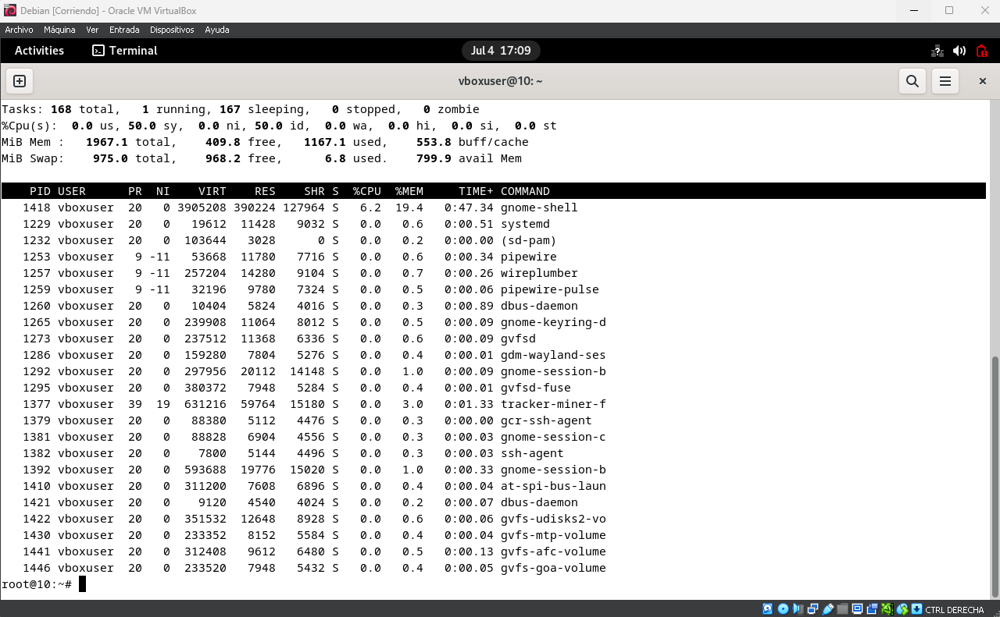 Debian [Corriendo] - Oracle VM VirtualBox
Archivo Máquina Ver Entrada Dispositivos Ayuda
Activities Terminal Jul 4 17:09
vboxuser@10: ~
Tasks: 168 total, 1 running, 167 sleeping, 0 stopped, 0 zombie
%Cpu(s): 0.0 us, 50.0 sy, 0.0 ni, 50.0 id, 0.0 wa, 0.0 hi, 0.0 si, 0.0 st
MiB Mem : 1967.1 total, 409.8 free, 1167.1 used, 553.8 buff/cache
MiB Swap: 975.0 total, 968.2 free, 6.8 used. 799.9 avail Mem
PID USER PR NI VIRT RES SHR S %CPU %MEM TIME+ COMMAND
1418 vboxuser 20 0 3905208 390224 127964 S 6.2 19.4 0:47.34 gnome-shell
1229 vboxuser 20 0 19612 11428 9032 S 0.0 0.6 0:00.51 systemd
1232 vboxuser 20 0 103644 3028 0 S 0.0 0.2 0:00.00 (sd-pam)
1253 vboxuser 9 -11 53668 11780 7716 S 0.0 0.6 0:00.34 pipewire
1257 vboxuser 9 -11 257204 14280 9104 S 0.0 0.7 0:00.26 wireplumber
1259 vboxuser 9 -11 32196 9780 7324 S 0.0 0.5 0:00.06 pipewire-pulse
1260 vboxuser 20 0 10404 5824 4016 S 0.0 0.3 0:00.89 dbus-daemon
1265 vboxuser 20 0 239908 11064 8012 S 0.0 0.5 0:00.09 gnome-keyring-d
1273 vboxuser 20 0 237512 11368 6336 S 0.0 0.6 0:00.09 gvfsd
1286 vboxuser 20 0 159280 7804 5276 S 0.0 0.4 0:00.01 gdm-wayland-ses
1292 vboxuser 20 0 297956 20112 14148 S 0.0 1.0 0:00.09 gnome-session-b
1295 vboxuser 20 0 380372 7948 5284 S 0.0 0.4 0:00.01 gvfsd-fuse
1377 vboxuser 39 19 631216 59764 15180 S 0.0 3.0 0:01.33 tracker-miner-f
1379 vboxuser 20 0 88380 5112 4476 S 0.0 0.3 0:00.00 gcr-ssh-agent
1381 vboxuser 20 0 88828 6904 4556 S 0.0 0.3 0:00.03 gnome-session-c
1382 vboxuser 20 0 7800 5144 4496 S 0.0 0.3 0:00.03 ssh-agent
1392 vboxuser 20 0 593688 19776 15020 S 0.0 1.0 0:00.33 gnome-session-b
1410 vboxuser 20 0 311200 7608 6896 S 0.0 0.4 0:00.04 at-spi-bus-laun
1421 vboxuser 20 0 9120 4540 4024 S 0.0 0.2 0:00.07 dbus-daemon
1422 vboxuser 20 0 351532 12648 8928 S 0.0 0.6 0:00.06 gvfs-udisks2-vo
1430 vboxuser 20 0 233352 8152 5584 S 0.0 0.4 0:00.04 gvfs-mtp-volume
1441 vboxuser 20 0 312408 9612 6480 S 0.0 0.5 0:00.13 gvfs-afc-volume
1446 vboxuser 20 0 233520 7948 5432 S 0.0 0.4 0:00.05 gvfs-goa-volume
root@10:~#
CTRL DERECHA